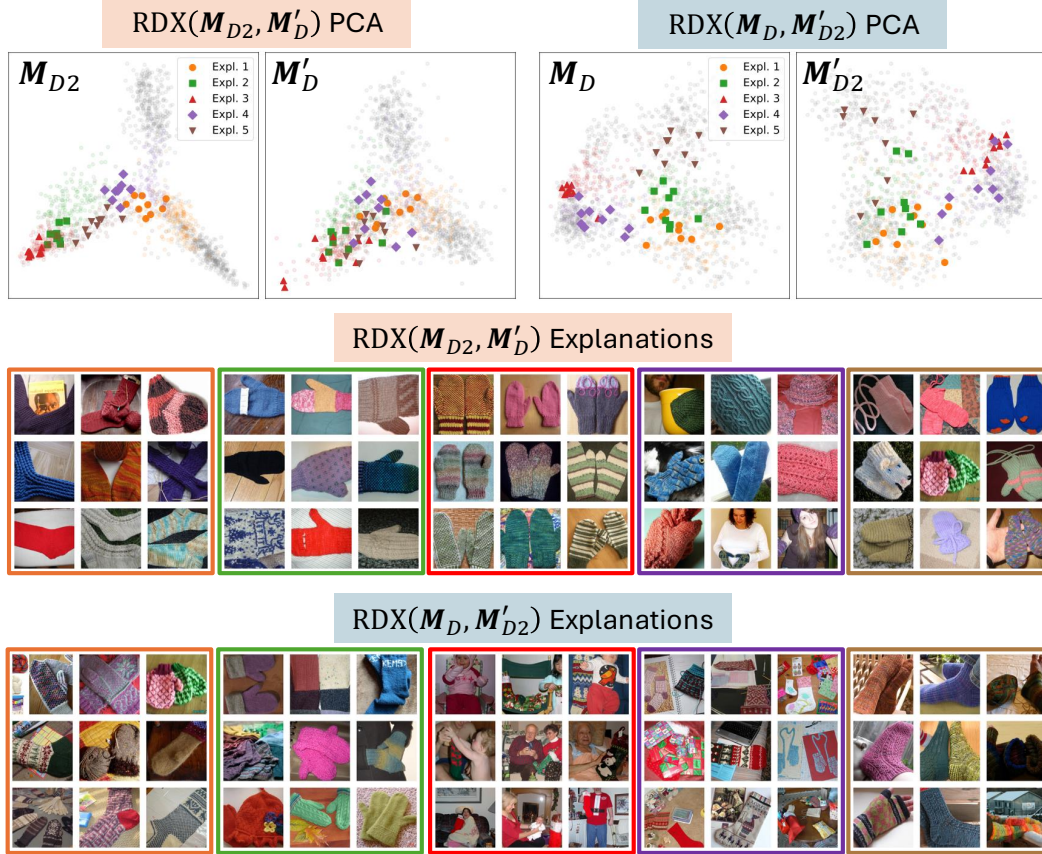 RDX(M_D2, M'_D) PCA
RDX(M_D, M'_D2) PCA
M_D2
Expl. 1
Expl. 2
Expl. 3
Expl. 4
Expl. 5
M'_D
M_D
Expl. 1
Expl. 2
Expl. 3
Expl. 4
Expl. 5
M'_D2
RDX(M_D2, M'_D) Explanations
RDX(M_D, M'_D2) Explanations